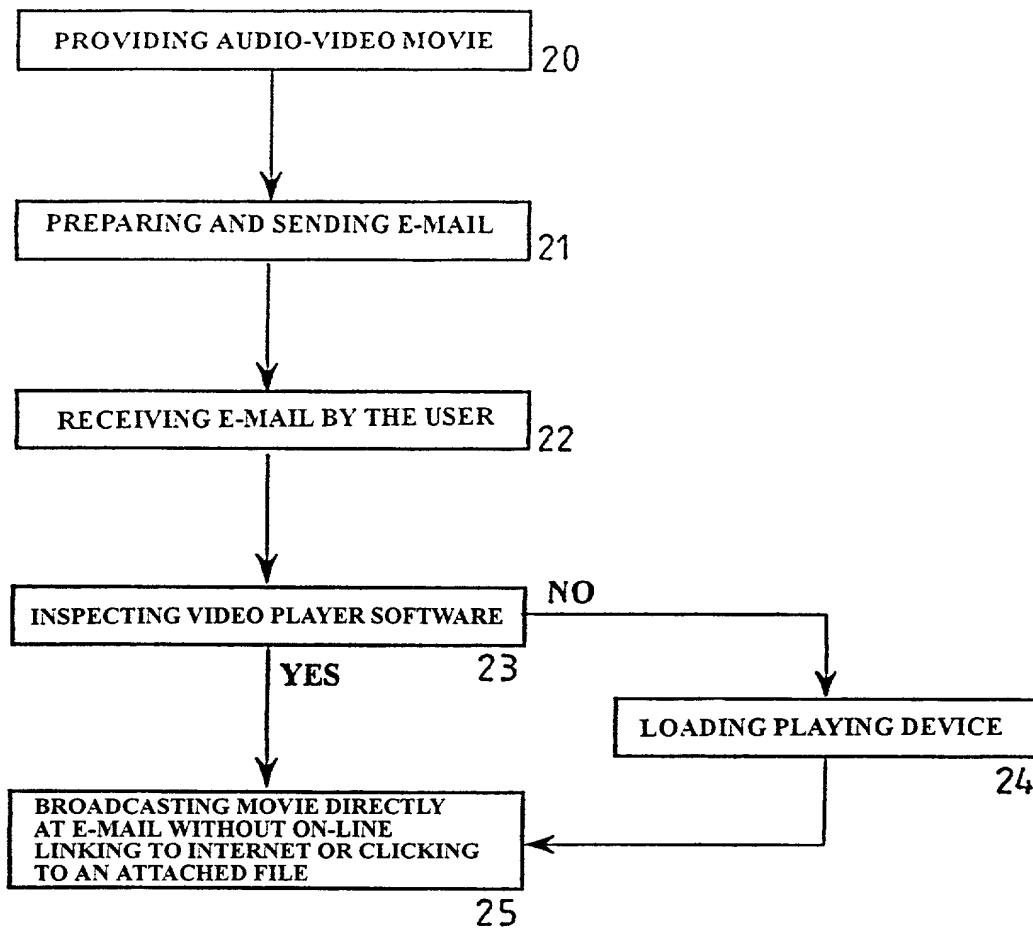 PROVIDING AUDIO-VIDEO MOVIE
20
PREPARING AND SENDING E-MAIL
21
RECEIVING E-MAIL BY THE USER
22
INSPECTING VIDEO PLAYER SOFTWARE
23
NO
YES
LOADING PLAYING DEVICE
24
BROADCASTING MOVIE DIRECTLY
AT E-MAIL WITHOUT ON-LINE
LINKING TO INTERNET OR CLICKING
TO AN ATTACHED FILE
25